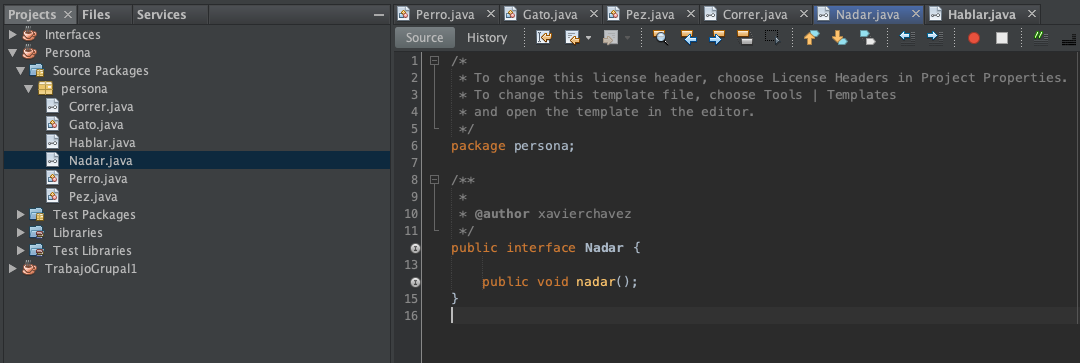 Projects × Files Services
Interfaces
Persona
Source Packages
persona
Correr.java
Gato.java
Hablar.java
Nadar.java
Perro.java
Pez.java
Test Packages
Libraries
Test Libraries
TrabajoGrupal1
Perro.java × Gato.java × Pez.java × Correr.java × Nadar.java × Hablar.java ×
Source History
1 /*
2 * To change this license header, choose License Headers in Project Properties.
3 * To change this template file, choose Tools | Templates
4 * and open the template in the editor.
5 */
6 package persona;
7
8 /**
9 *
10 * @author xavierchavez
11 */
public interface Nadar {
13
public void nadar();
15 }
16